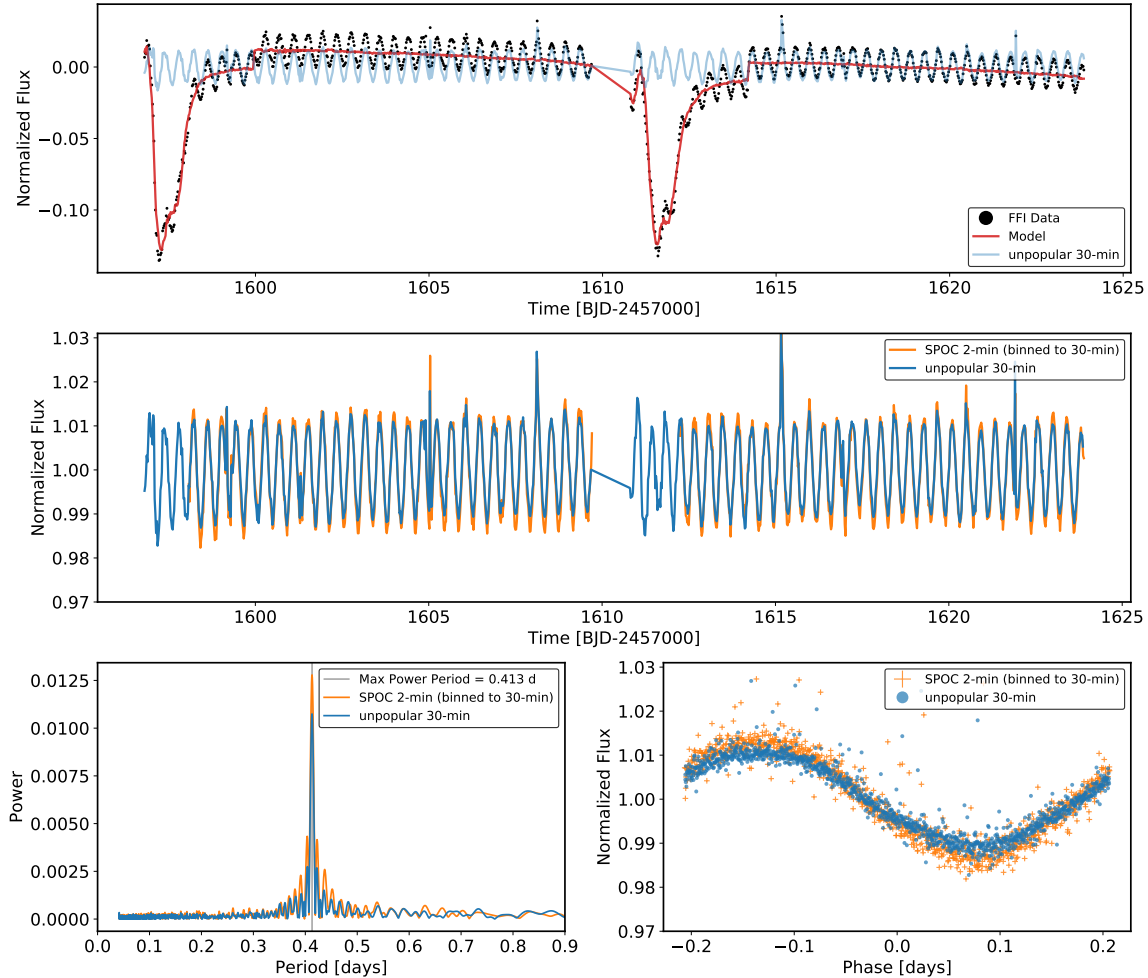 Normalized Flux
0.00
−0.05
−0.10
FFI Data
Model
unpopular 30-min
1600
1605
1610
1615
1620
1625
Time [BJD-2457000]
Normalized Flux
1.03
1.02
1.01
1.00
0.99
0.98
0.97
SPOC 2-min (binned to 30-min)
unpopular 30-min
1600
1605
1610
1615
1620
1625
Time [BJD-2457000]
Power
0.0125
0.0100
0.0075
0.0050
0.0025
0.0000
Max Power Period = 0.413 d
SPOC 2-min (binned to 30-min)
unpopular 30-min
0.0
0.1
0.2
0.3
0.4
0.5
0.6
0.7
0.8
0.9
Period [days]
Normalized Flux
1.03
1.02
1.01
1.00
0.99
0.98
0.97
SPOC 2-min (binned to 30-min)
unpopular 30-min
−0.2
−0.1
0.0
0.1
0.2
Phase [days]